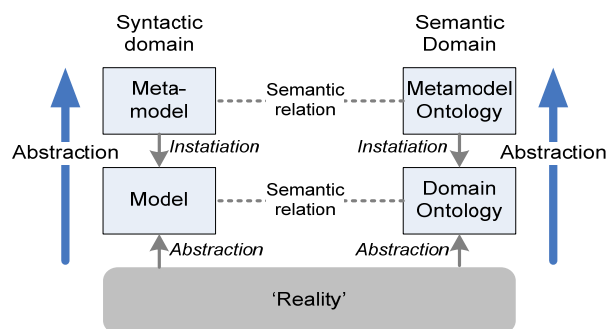 Syntactic
domain
Semantic
Domain
Meta-
model
Semantic
relation
Metamodel
Ontology
Abstraction
Instatiation
Instatiation
Abstraction
Model
Semantic
relation
Domain
Ontology
Abstraction
Abstraction
'Reality'